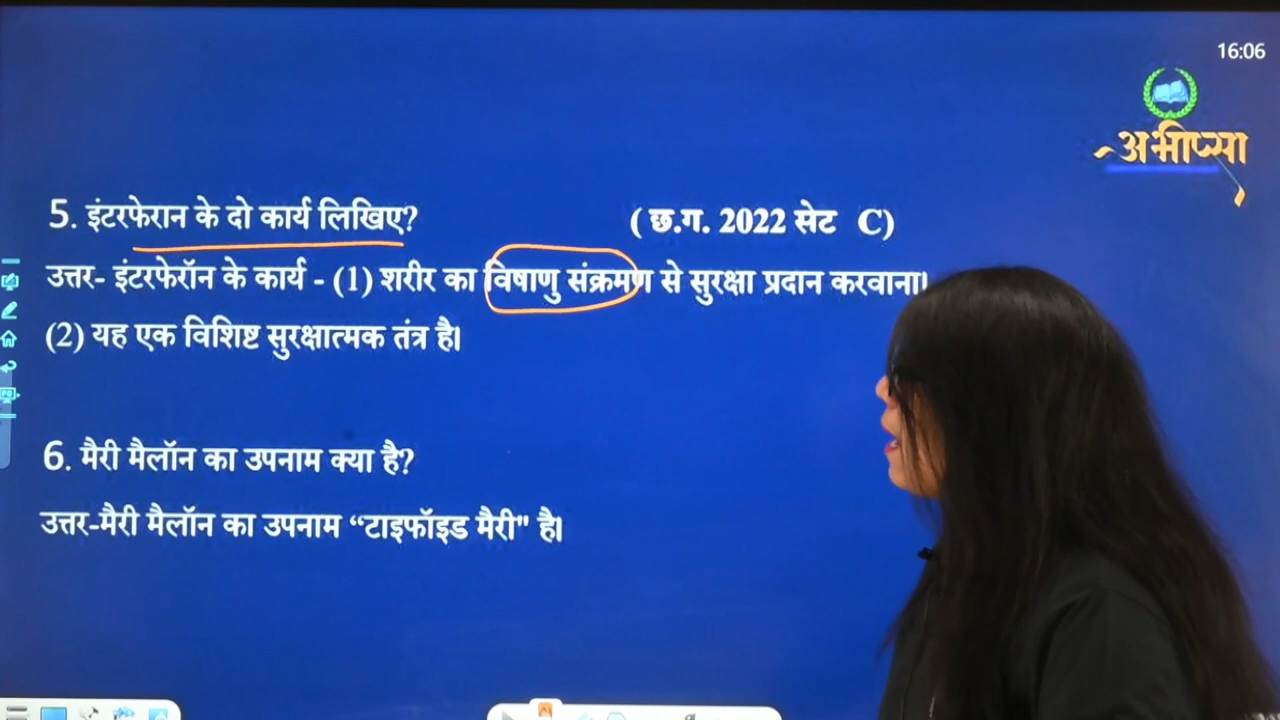 16:06
अभीप्सा
5. इंटरफेरान के दो कार्य लिखिए? ( छ.ग. 2022 सेट C)
उत्तर- इंटरफेरॉन के कार्य - (1) शरीर का विषाणु संक्रमण से सुरक्षा प्रदान करवाना।
(2) यह एक विशिष्ट सुरक्षात्मक तंत्र है।
6. मैरी मैलॉन का उपनाम क्या है?
उत्तर-मैरी मैलॉन का उपनाम “टाइफॉइड मैरी" है।